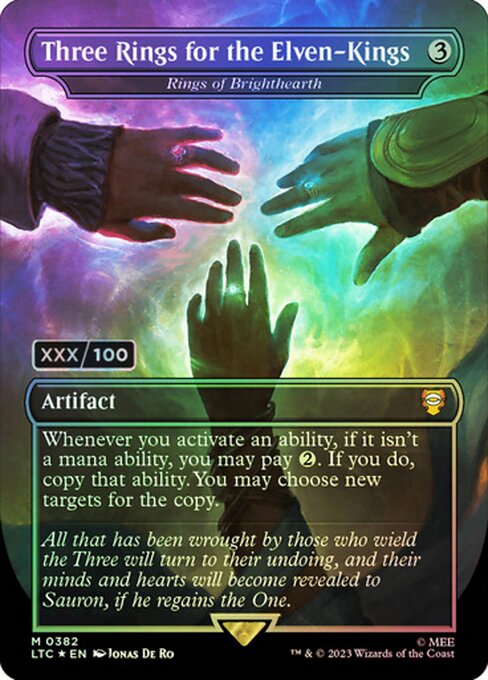 Three Rings for the Elven-Kings 3
Rings of Brighthearth
XXX/100
Artifact
Whenever you activate an ability, if it isn't
a mana ability, you may pay 2. If you do,
copy that ability. You may choose new
targets for the copy.
All that has been wrought by those who wield
the Three will turn to their undoing, and their
minds and hearts will become revealed to
Sauron, if he regains the One.
M 0382
LTC ★ EN Jonas De Ro
© MEE
™ & © 2023 Wizards of the Coast